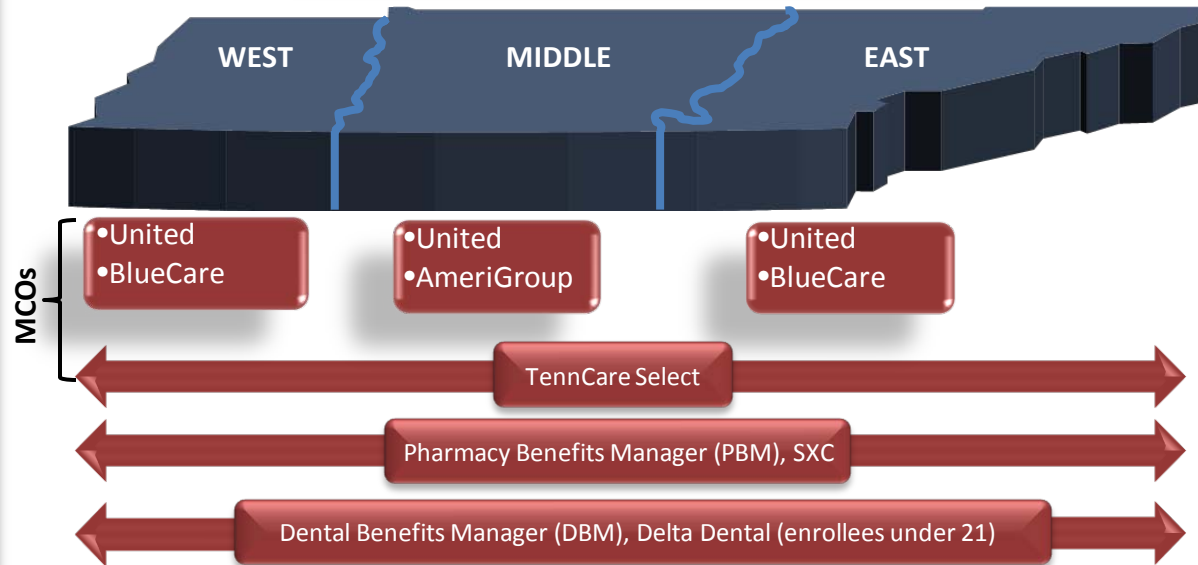 WEST
MIDDLE
EAST
MCOs
•United
•BlueCare
•United
•AmeriGroup
•United
•BlueCare
TennCare Select
Pharmacy Benefits Manager (PBM), SXC
Dental Benefits Manager (DBM), Delta Dental (enrollees under 21)